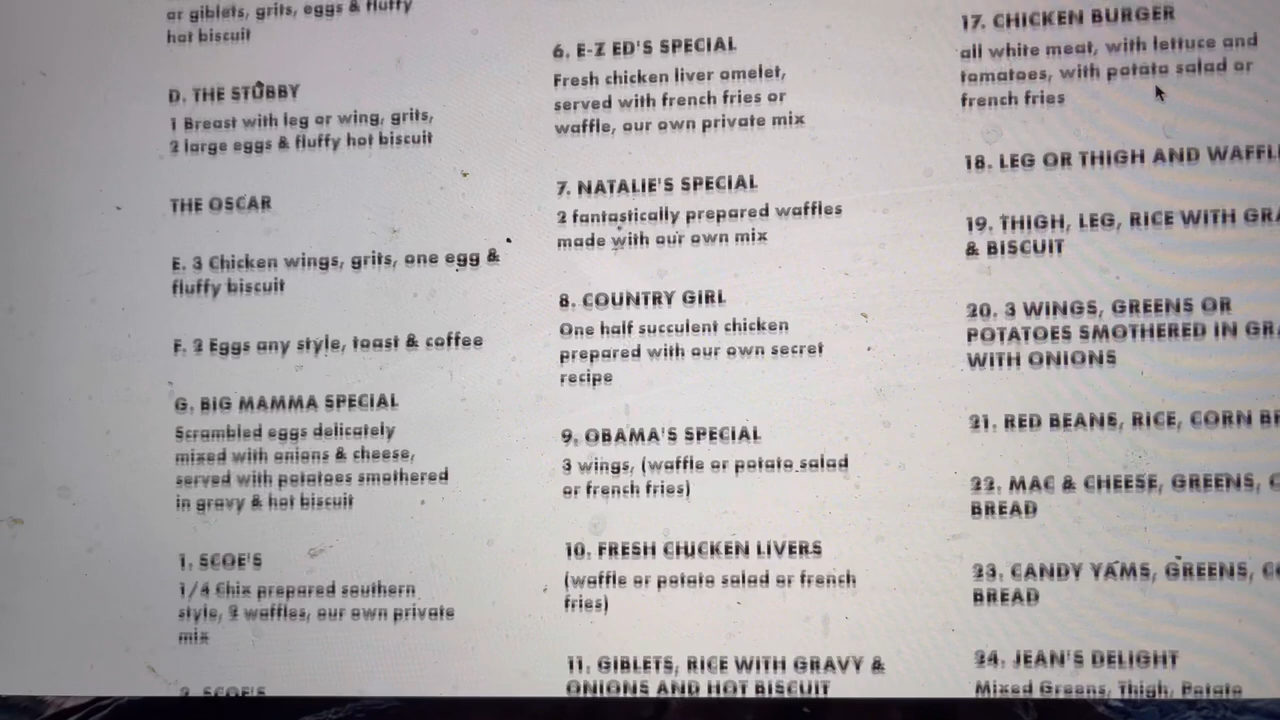 or giblets, grits, eggs & fluffy
hot biscuit
D. THE STUBBY
1 Breast with leg or wing, grits,
2 large eggs & fluffy hot biscuit
THE OSCAR
E. 3 Chicken wings, grits, one egg &
fluffy biscuit
F. 2 Eggs any style, toast & coffee
G. BIG MAMMA SPECIAL
Scrambled eggs delicately
mixed with onions & cheese,
served with potatoes smothered
in gravy & hot biscuit
1. SCOE'S
1/4 Chix prepared southern
style, 2 waffles, our own private
mix
2. SCOE'S
6. E-Z ED'S SPECIAL
Fresh chicken liver omelet,
served with french fries or
waffle, our own private mix
7. NATALIE'S SPECIAL
2 fantastically prepared waffles
made with our own mix
8. COUNTRY GIRL
One half succulent chicken
prepared with our own secret
recipe
9. OBAMA'S SPECIAL
3 wings, (waffle or potato salad
or french fries)
10. FRESH CHICKEN LIVERS
(waffle or potato salad or french
fries)
11. GIBLETS, RICE WITH GRAVY &
ONIONS AND HOT BISCUIT
17. CHICKEN BURGER
all white meat, with lettuce and
tomatoes, with potato salad or
french fries
18. LEG OR THIGH AND
19. THIGH, LEG, RICE WITH
& BISCUIT
20. 3 WINGS, GREENS OR
POTATOES SMOTHERED IN
WITH ONIONS
21. RED BEANS, RICE, CORN
22. MAC & CHEESE, GREENS,
BREAD
23. CANDY YAMS, GREENS,
BREAD
24. JEAN'S DELIGHT
Mixed Greens, Thigh, Potato